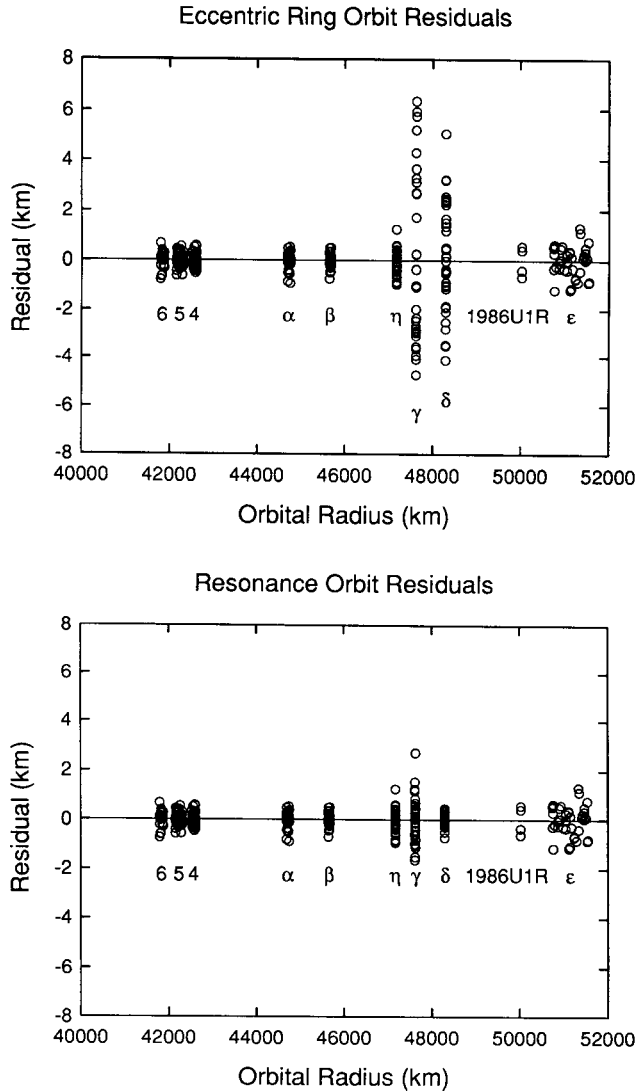 Eccentric Ring Orbit Residuals
8
6
4
2
0
-2
-4
-6
-8
Residual (km)
6 5 4 α β η γ δ 1986U1R ε
40000 42000 44000 46000 48000 50000 52000
Orbital Radius (km)
Resonance Orbit Residuals
8
6
4
2
0
-2
-4
-6
-8
Residual (km)
6 5 4 α β η γ δ 1986U1R ε
40000 42000 44000 46000 48000 50000 52000
Orbital Radius (km)